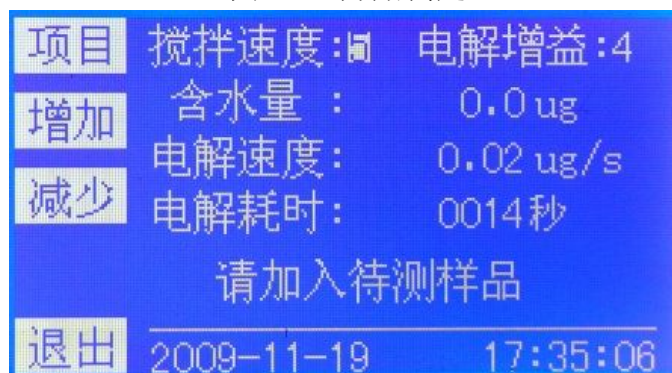 项目 搅拌速度:5 电解增益:4
增加 含水量 : 0.0ug
电解速度: 0.02ug/s
减少 电解耗时: 0014秒
请加入待测样品
退出 2009-11-19 17:35:06